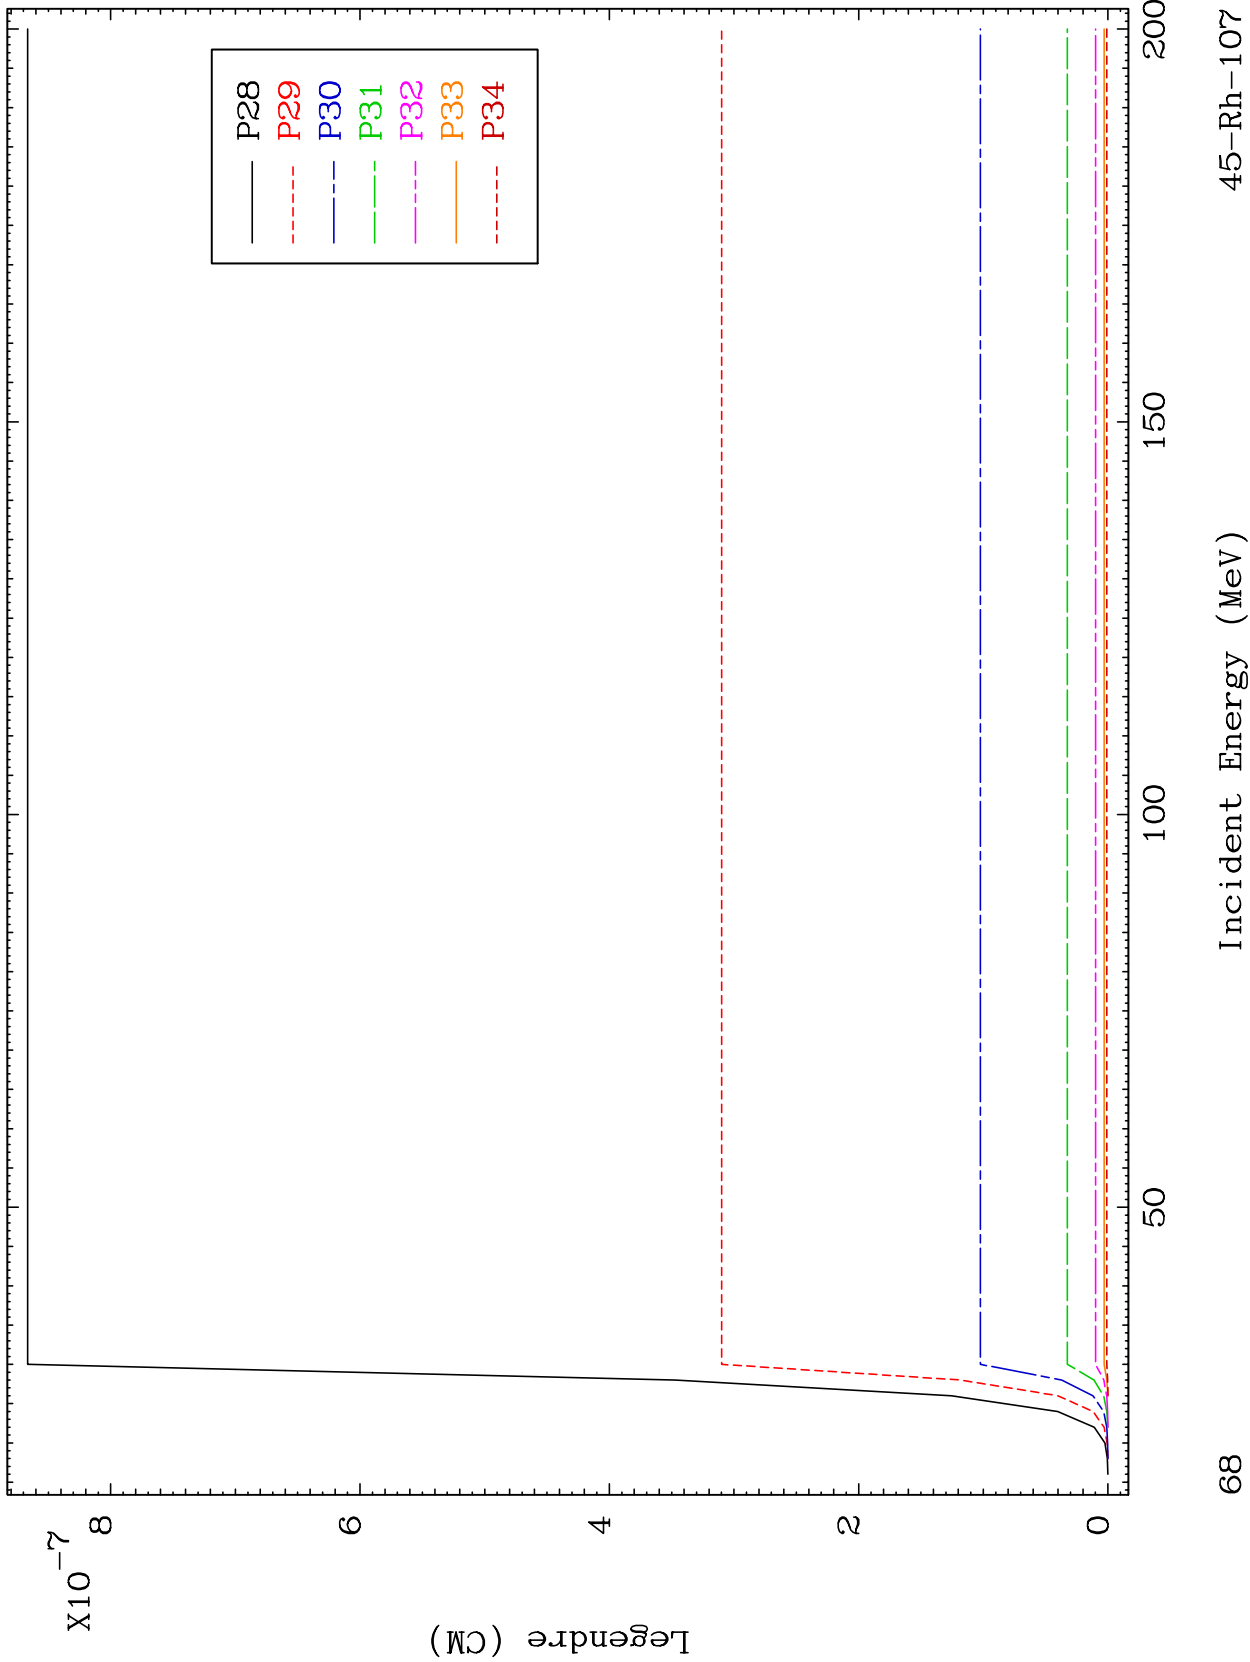 X10-7
8
6
4
2
0
Legendre (CM)
P28
P29
P30
P31
P32
P33
P34
50
100
150
200
Incident Energy (MeV)
68
45-Rh-107